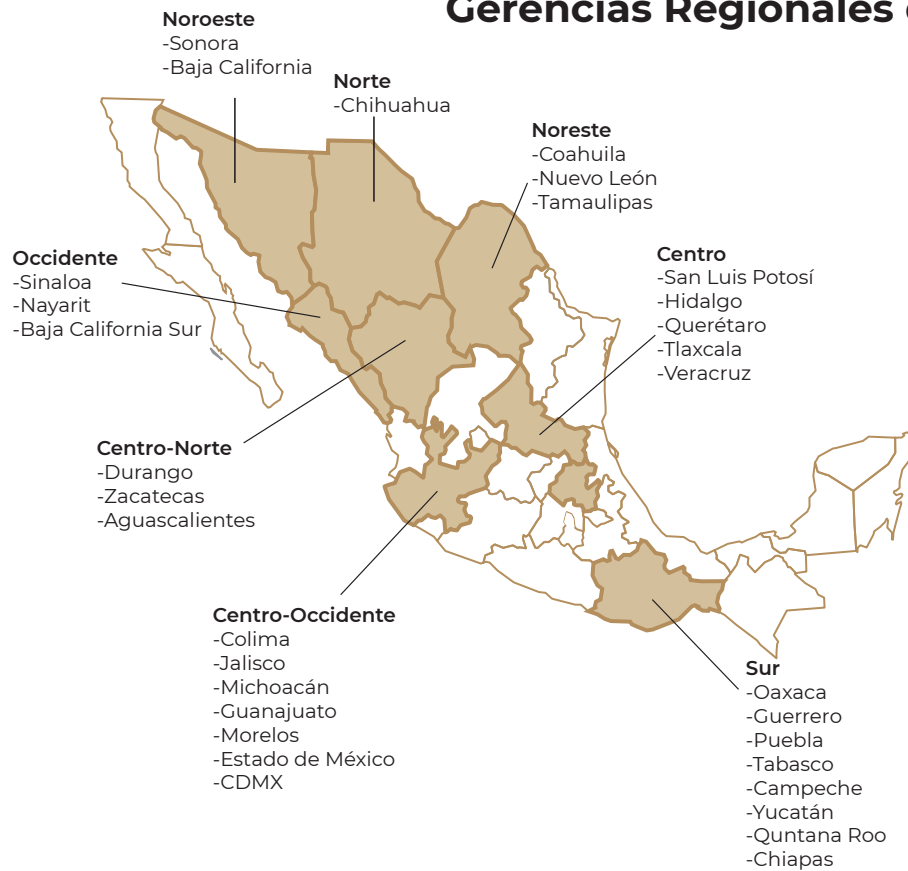 Gerencias Regionales
Noroeste
-Sonora
-Baja California
Norte
-Chihuahua
Noreste
-Coahuila
-Nuevo León
-Tamaulipas
Occidente
-Sinaloa
-Nayarit
-Baja California Sur
Centro
-San Luis Potosí
-Hidalgo
-Querétaro
-Tlaxcala
-Veracruz
Centro-Norte
-Durango
-Zacatecas
-Aguascalientes
Centro-Occidente
-Colima
-Jalisco
-Michoacán
-Guanajuato
-Morelos
-Estado de México
-CDMX
Sur
-Oaxaca
-Guerrero
-Puebla
-Tabasco
-Campeche
-Yucatán
-Quntana Roo
-Chiapas